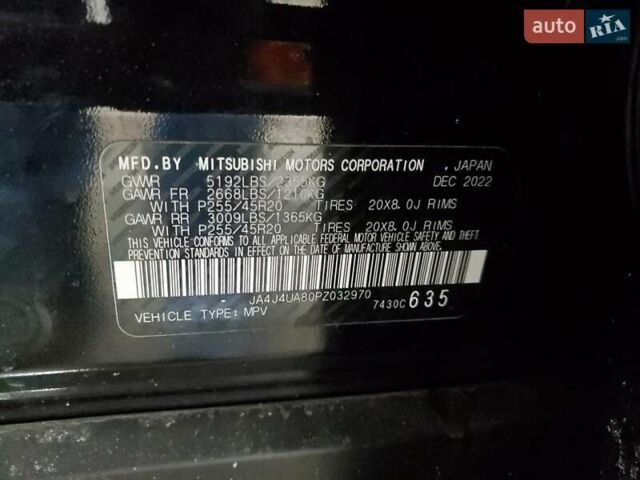 auto RIA.com
MFD.BY MITSUBISHI MOTORS CORPORATION , JAPAN
GVWR 5192LBS/2355KG DEC 2022
GAWR FR 2668LBS/1210KG
WITH P255/45R20 TIRES 20X8.0J RIMS
GAWR RR 3009LBS/1365KG
WITH P255/45R20 TIRES 20X8.0J RIMS
THIS VEHICLE CONFORMS TO ALL APPLICABLE FEDERAL MOTOR VEHICLE SAFETY AND THEFT
PREVENTION STANDARDS IN EFFECT ON THE DATE OF MANUFACTURE SHOWN ABOVE.
JA4J4UA80PZ032970
7430C 635
VEHICLE TYPE: MPV